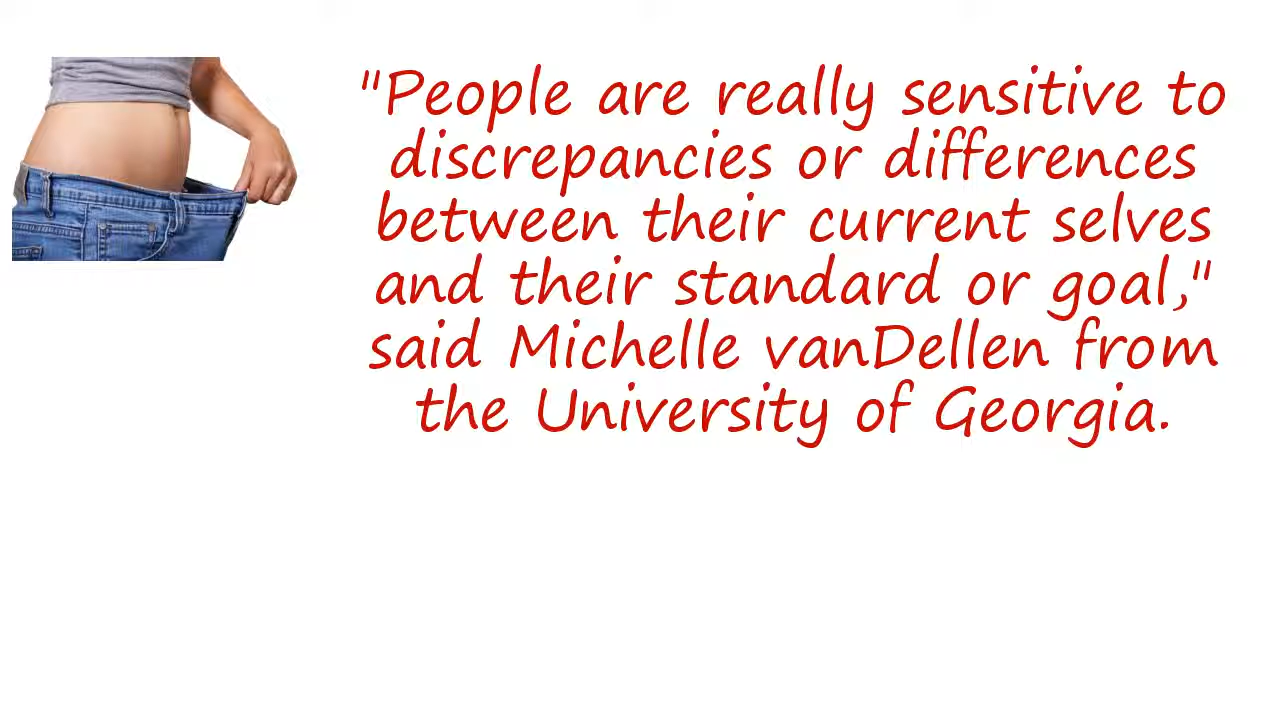 "People are really sensitive to
discrepancies or differences
between their current selves
and their standard or goal,"
said Michelle vanDellen from
the University of Georgia.